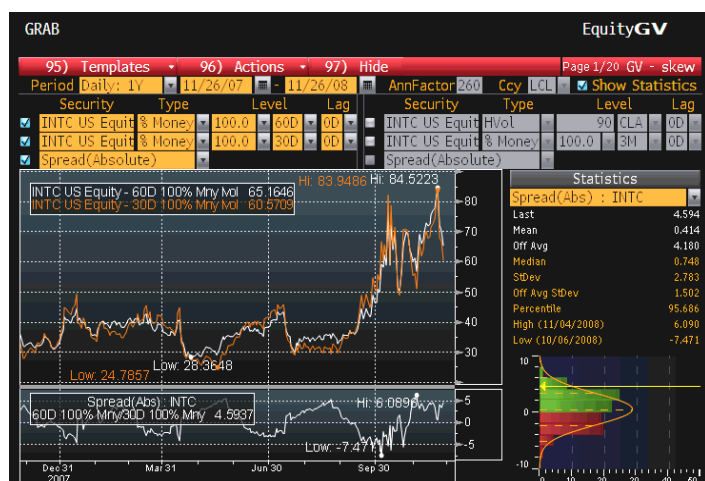 GRAB EquityGV
95) Templates 96) Actions 97) Hide Page 1/20 GV - skew
Period Daily: 1Y 11/26/07 - 11/26/08 AnnFactor 260 Ccy LCL Show Statistics
Security Type Level Lag Security Type Level Lag
INTC US Equit % Money 100.0 60D 0D INTC US Equit HVol 90 CLA 0D
INTC US Equit % Money 100.0 30D 0D INTC US Equit % Money 100.0 3M 0D
Spread(Absolute) Spread(Absolute)
Hi: 83.9486 Hi: 84.5223
INTC US Equity - 60D 100% Mny Vol 65.1646
INTC US Equity - 30D 100% Mny Vol 60.5709
80
70
60
50
40
30
Low: 28.3648
Low: 24.7857
Spread(Abs): INTC
60D 100% Mny/30D 100% Mny 4.5937
Hi: 6.0896
Low: -7.471
5
0
-5
Dec 31 Mar 31 Jun 30 Sep 30
2007
Statistics
Spread(Abs) : INTC
Last 4.594
Mean 0.414
Off Avg 4.180
Median 0.748
StDev 2.783
Off Avg StDev 1.502
Percentile 95.686
High (11/04/2008) 6.090
Low (10/06/2008) -7.471
10
0
-10
0 10 20 30 40 50